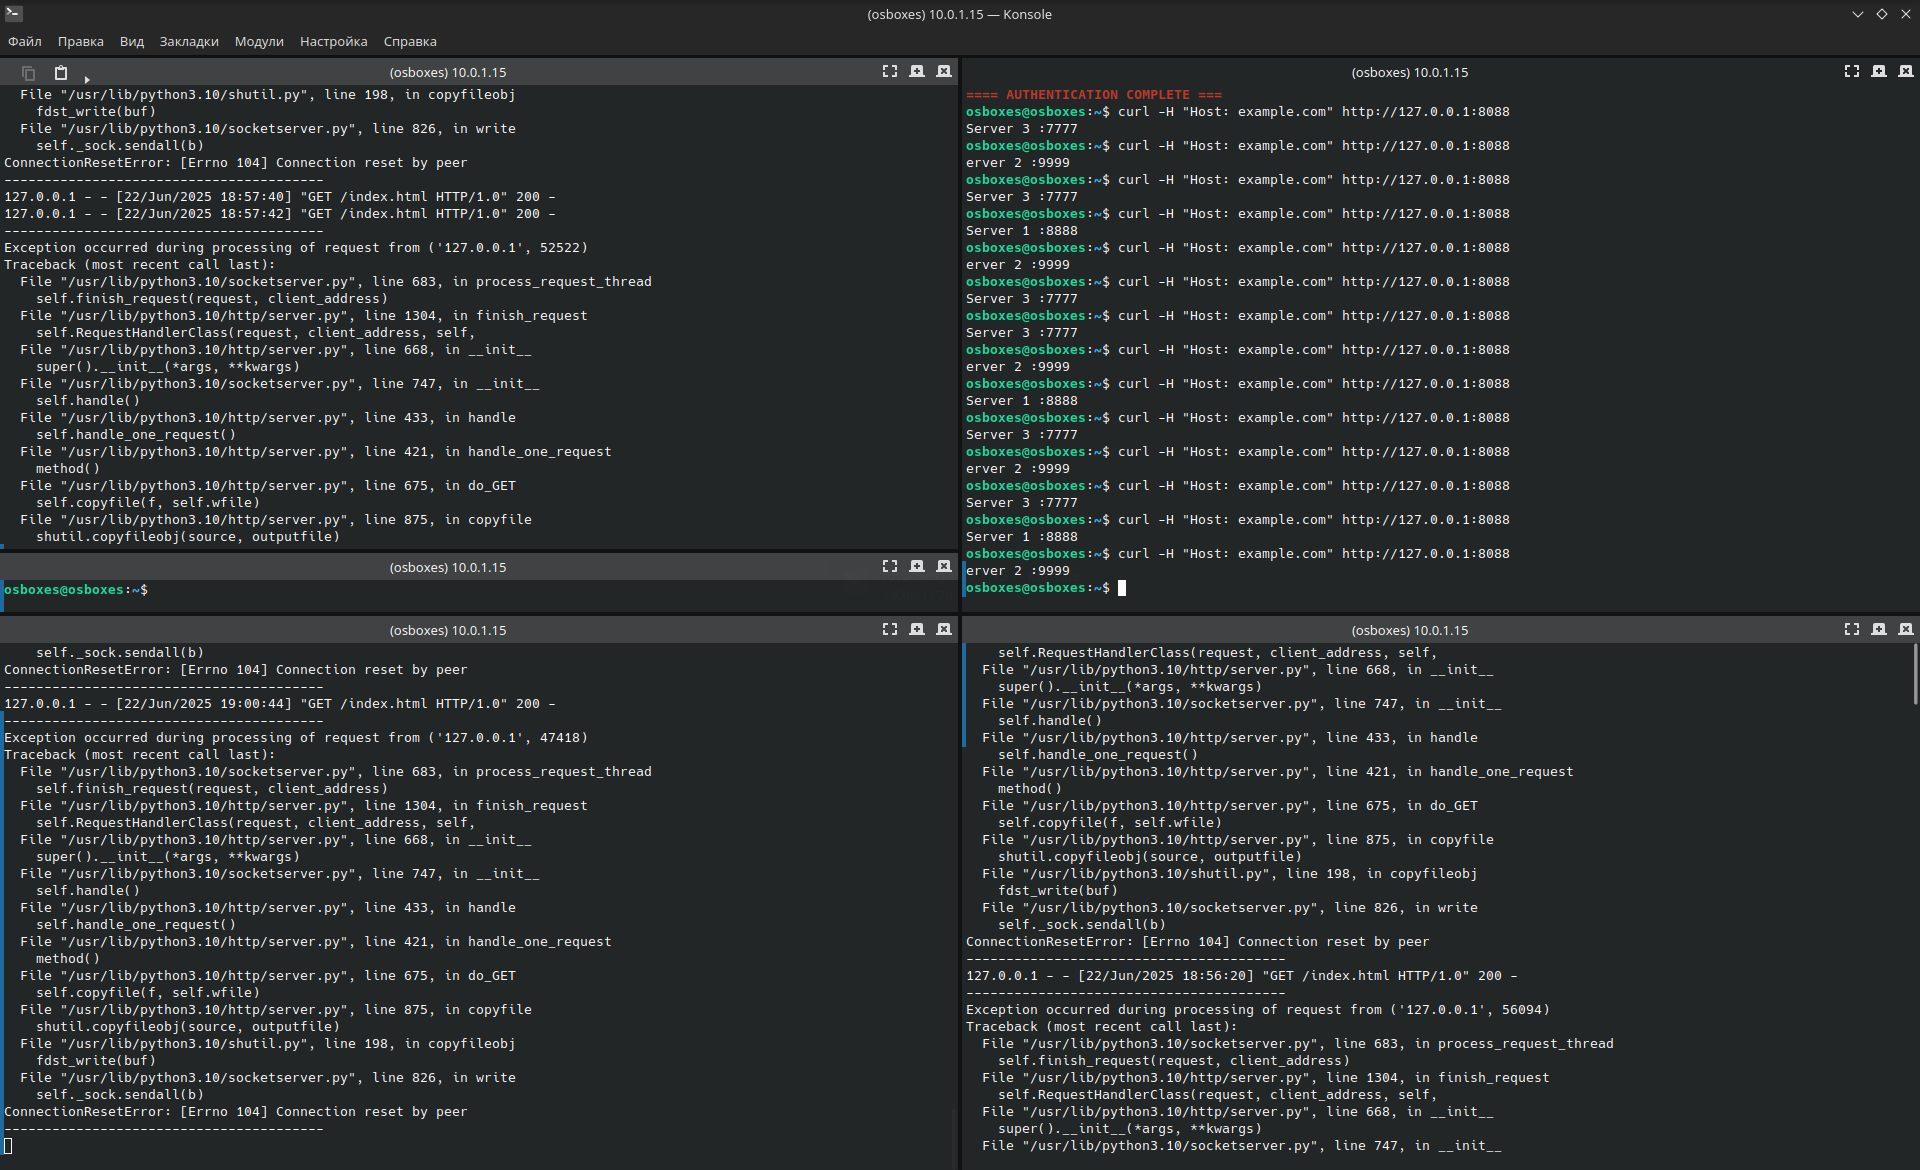 (osboxes) 10.0.1.15 — Konsole
Файл Правка Вид Закладки Модули Настройка Справка
(osboxes) 10.0.1.15
  File "/usr/lib/python3.10/shutil.py", line 198, in copyfileobj
    fdst_write(buf)
  File "/usr/lib/python3.10/socketserver.py", line 826, in write
    self._sock.sendall(b)
ConnectionResetError: [Errno 104] Connection reset by peer
----------------------------------------
127.0.0.1 - - [22/Jun/2025 18:57:40] "GET /index.html HTTP/1.0" 200 -
127.0.0.1 - - [22/Jun/2025 18:57:42] "GET /index.html HTTP/1.0" 200 -
----------------------------------------
Exception occurred during processing of request from ('127.0.0.1', 52522)
Traceback (most recent call last):
  File "/usr/lib/python3.10/socketserver.py", line 683, in process_request_thread
    self.finish_request(request, client_address)
  File "/usr/lib/python3.10/http/server.py", line 1304, in finish_request
    self.RequestHandlerClass(request, client_address, self,
  File "/usr/lib/python3.10/http/server.py", line 668, in __init__
    super().__init__(*args, **kwargs)
  File "/usr/lib/python3.10/socketserver.py", line 747, in __init__
    self.handle()
  File "/usr/lib/python3.10/http/server.py", line 433, in handle
    self.handle_one_request()
  File "/usr/lib/python3.10/http/server.py", line 421, in handle_one_request
    method()
  File "/usr/lib/python3.10/http/server.py", line 675, in do_GET
    self.copyfile(f, self.wfile)
  File "/usr/lib/python3.10/http/server.py", line 875, in copyfile
    shutil.copyfileobj(source, outputfile)
(osboxes) 10.0.1.15
osboxes@osboxes:~$
(osboxes) 10.0.1.15
==== AUTHENTICATION COMPLETE ===
osboxes@osboxes:~$ curl -H "Host: example.com" http://127.0.0.1:8088
Server 3 :7777
osboxes@osboxes:~$ curl -H "Host: example.com" http://127.0.0.1:8088
erver 2 :9999
osboxes@osboxes:~$ curl -H "Host: example.com" http://127.0.0.1:8088
Server 3 :7777
osboxes@osboxes:~$ curl -H "Host: example.com" http://127.0.0.1:8088
Server 1 :8888
osboxes@osboxes:~$ curl -H "Host: example.com" http://127.0.0.1:8088
erver 2 :9999
osboxes@osboxes:~$ curl -H "Host: example.com" http://127.0.0.1:8088
Server 3 :7777
osboxes@osboxes:~$ curl -H "Host: example.com" http://127.0.0.1:8088
Server 3 :7777
osboxes@osboxes:~$ curl -H "Host: example.com" http://127.0.0.1:8088
erver 2 :9999
osboxes@osboxes:~$ curl -H "Host: example.com" http://127.0.0.1:8088
Server 1 :8888
osboxes@osboxes:~$ curl -H "Host: example.com" http://127.0.0.1:8088
Server 3 :7777
osboxes@osboxes:~$ curl -H "Host: example.com" http://127.0.0.1:8088
erver 2 :9999
osboxes@osboxes:~$ curl -H "Host: example.com" http://127.0.0.1:8088
Server 3 :7777
osboxes@osboxes:~$ curl -H "Host: example.com" http://127.0.0.1:8088
Server 1 :8888
osboxes@osboxes:~$ curl -H "Host: example.com" http://127.0.0.1:8088
erver 2 :9999
osboxes@osboxes:~$
(osboxes) 10.0.1.15
    self._sock.sendall(b)
ConnectionResetError: [Errno 104] Connection reset by peer
----------------------------------------
127.0.0.1 - - [22/Jun/2025 19:00:44] "GET /index.html HTTP/1.0" 200 -
----------------------------------------
Exception occurred during processing of request from ('127.0.0.1', 47418)
Traceback (most recent call last):
  File "/usr/lib/python3.10/socketserver.py", line 683, in process_request_thread
    self.finish_request(request, client_address)
  File "/usr/lib/python3.10/http/server.py", line 1304, in finish_request
    self.RequestHandlerClass(request, client_address, self,
  File "/usr/lib/python3.10/http/server.py", line 668, in __init__
    super().__init__(*args, **kwargs)
  File "/usr/lib/python3.10/socketserver.py", line 747, in __init__
    self.handle()
  File "/usr/lib/python3.10/http/server.py", line 433, in handle
    self.handle_one_request()
  File "/usr/lib/python3.10/http/server.py", line 421, in handle_one_request
    method()
  File "/usr/lib/python3.10/http/server.py", line 675, in do_GET
    self.copyfile(f, self.wfile)
  File "/usr/lib/python3.10/http/server.py", line 875, in copyfile
    shutil.copyfileobj(source, outputfile)
  File "/usr/lib/python3.10/shutil.py", line 198, in copyfileobj
    fdst_write(buf)
  File "/usr/lib/python3.10/socketserver.py", line 826, in write
    self._sock.sendall(b)
ConnectionResetError: [Errno 104] Connection reset by peer
----------------------------------------
(osboxes) 10.0.1.15
    self.RequestHandlerClass(request, client_address, self,
  File "/usr/lib/python3.10/http/server.py", line 668, in __init__
    super().__init__(*args, **kwargs)
  File "/usr/lib/python3.10/socketserver.py", line 747, in __init__
    self.handle()
  File "/usr/lib/python3.10/http/server.py", line 433, in handle
    self.handle_one_request()
  File "/usr/lib/python3.10/http/server.py", line 421, in handle_one_request
    method()
  File "/usr/lib/python3.10/http/server.py", line 675, in do_GET
    self.copyfile(f, self.wfile)
  File "/usr/lib/python3.10/http/server.py", line 875, in copyfile
    shutil.copyfileobj(source, outputfile)
  File "/usr/lib/python3.10/shutil.py", line 198, in copyfileobj
    fdst_write(buf)
  File "/usr/lib/python3.10/socketserver.py", line 826, in write
    self._sock.sendall(b)
ConnectionResetError: [Errno 104] Connection reset by peer
----------------------------------------
127.0.0.1 - - [22/Jun/2025 18:56:20] "GET /index.html HTTP/1.0" 200 -
----------------------------------------
Exception occurred during processing of request from ('127.0.0.1', 56094)
Traceback (most recent call last):
  File "/usr/lib/python3.10/socketserver.py", line 683, in process_request_thread
    self.finish_request(request, client_address)
  File "/usr/lib/python3.10/http/server.py", line 1304, in finish_request
    self.RequestHandlerClass(request, client_address, self,
  File "/usr/lib/python3.10/http/server.py", line 668, in __init__
    super().__init__(*args, **kwargs)
  File "/usr/lib/python3.10/socketserver.py", line 747, in __init__